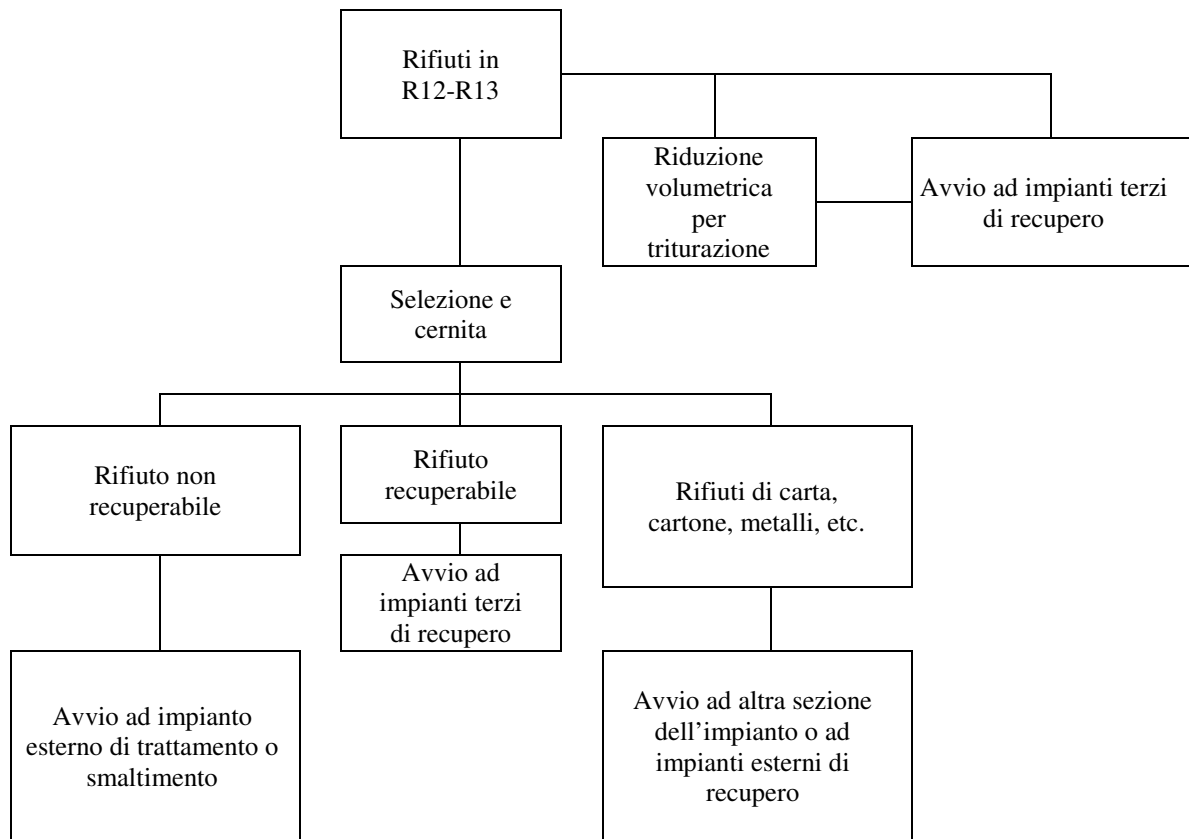 Rifiuti in
R12-R13
Riduzione
volumetrica
per
triturazione
Avvio ad impianti terzi
di recupero
Selezione e
cernita
Rifiuto non
recuperabile
Rifiuto
recuperabile
Rifiuti di carta,
cartone, metalli, etc.
Avvio ad
impianti terzi
di recupero
Avvio ad impianto
esterno di trattamento o
smaltimento
Avvio ad altra sezione
dell’impianto o ad
impianti esterni di
recupero